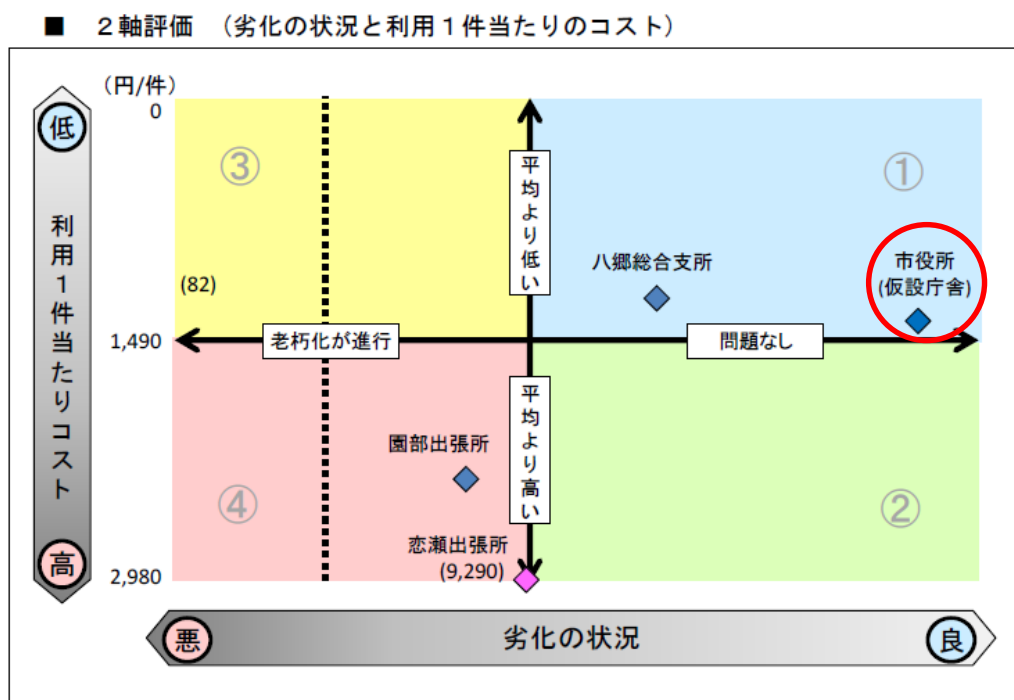 ■ ２軸評価 （劣化の状況と利用１件当たりのコスト）
（円/件）
0
低
利用１件当たりコスト
高
③
①
平均より低い
八郷総合支所
市役所
(仮設庁舎)
(82)
1,490
老朽化が進行
問題なし
平均より高い
園部出張所
④
②
恋瀬出張所
(9,290)
2,980
悪
劣化の状況
良